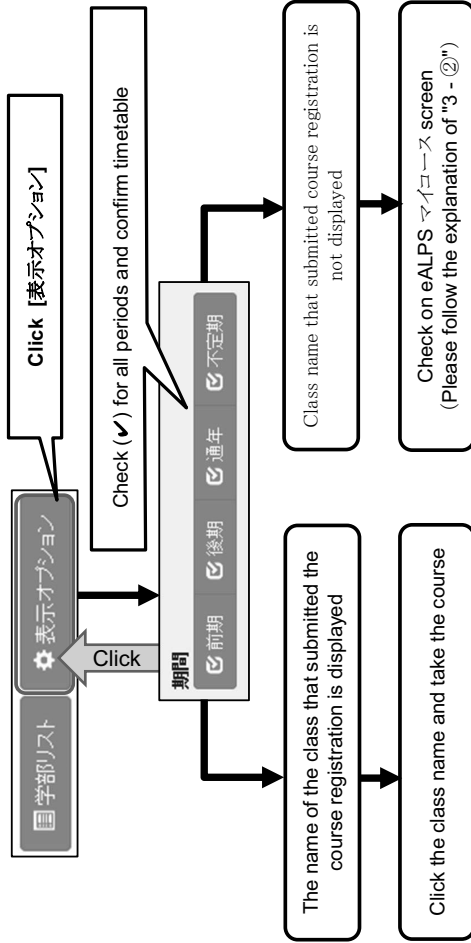 学部リスト
表示オプション
Click [表示オプション]
Click
Check (✔) for all periods and confirm timetable
期間
前期
後期
通年
不定期
The name of the class that submitted the
course registration is displayed
Class name that submitted course registration is
not displayed
Click the class name and take the course
Check on eALPS マイコース screen
(Please follow the explanation of "3 - ②")